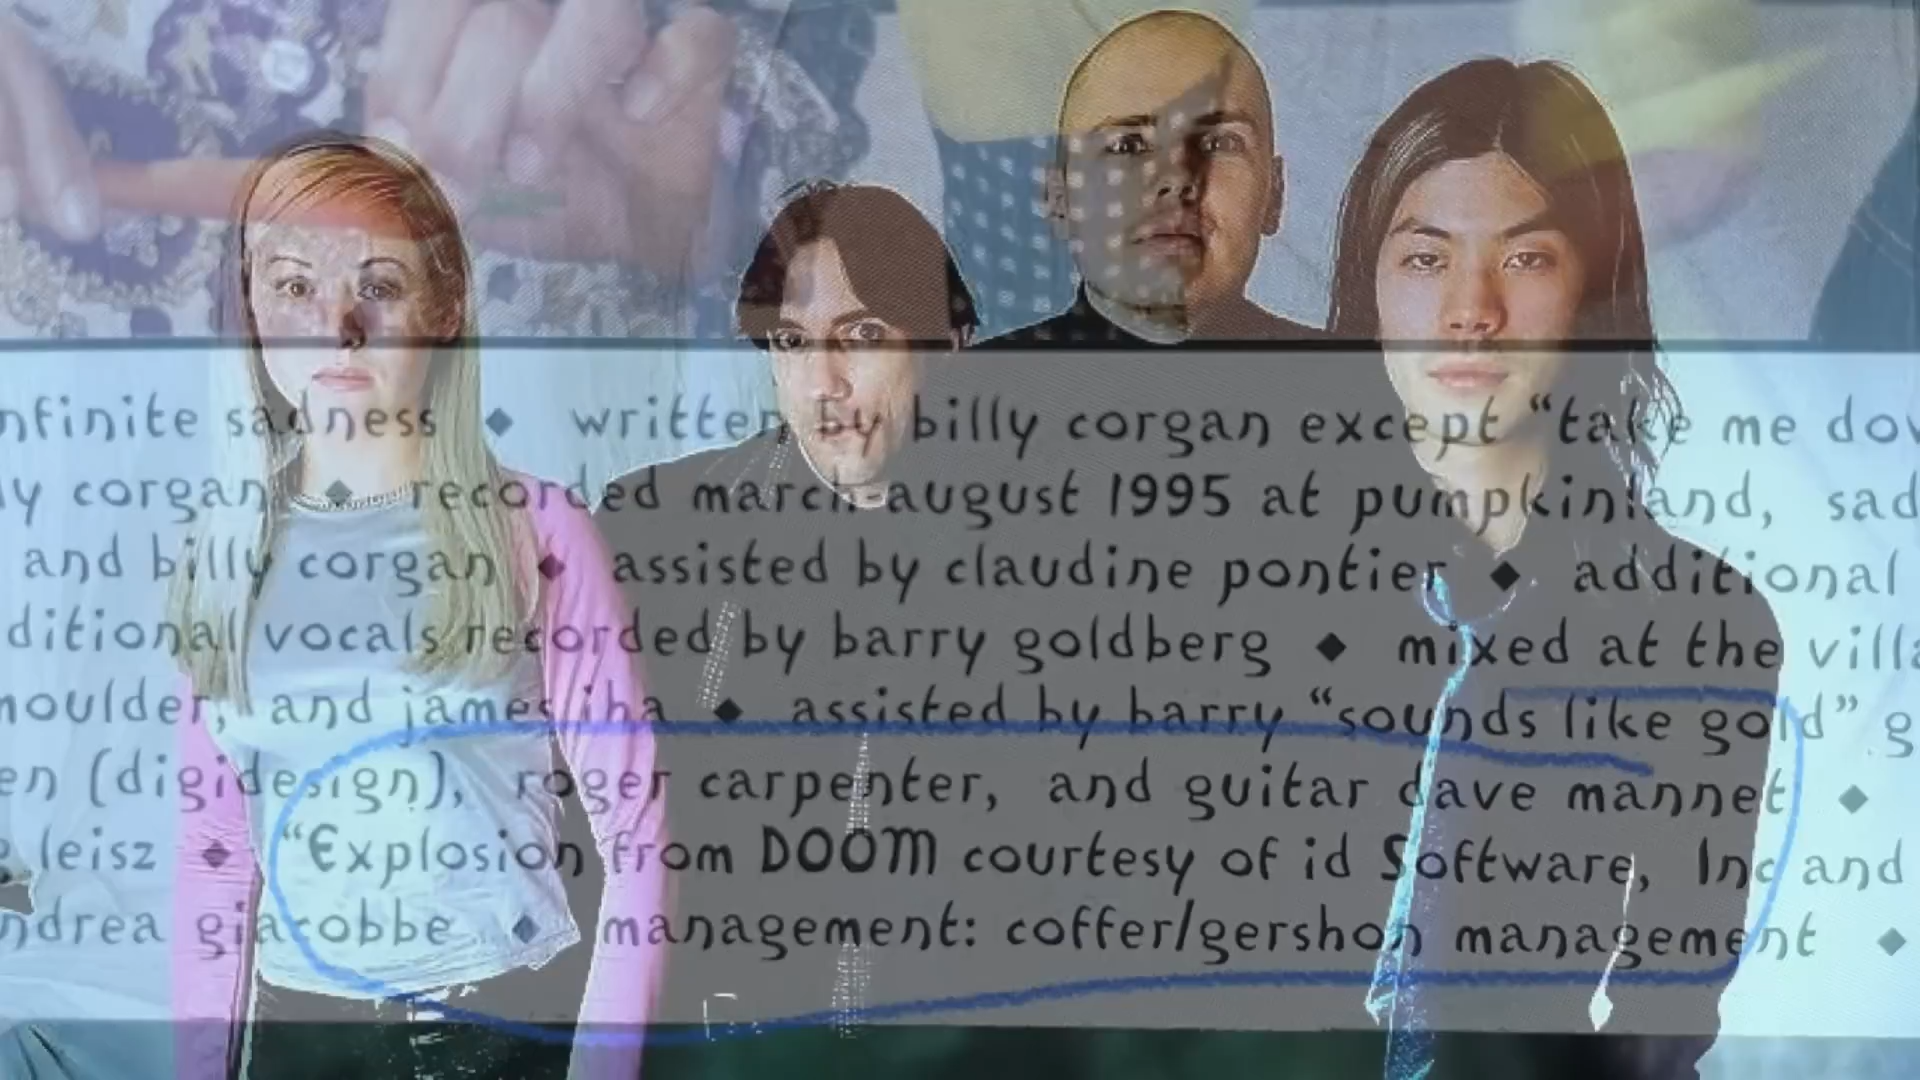 nfinite sadness ◆ written by billy corgan except “take me dow
ly corgan ◆ recorded march-august 1995 at pumpkinland, sad
and billy corgan ◆ assisted by claudine pontier ◆ additional
ditional vocals recorded by barry goldberg ◆ mixed at the villa
moulder, and james iha ◆ assisted by barry “sounds like gold” g
en (digidesign), roger carpenter, and guitar dave mannet ◆
leisz ◆ “Explosion from DOOM courtesy of id Software, Inc and
ndrea giacobbe ◆ management: coffer/gershon management ◆